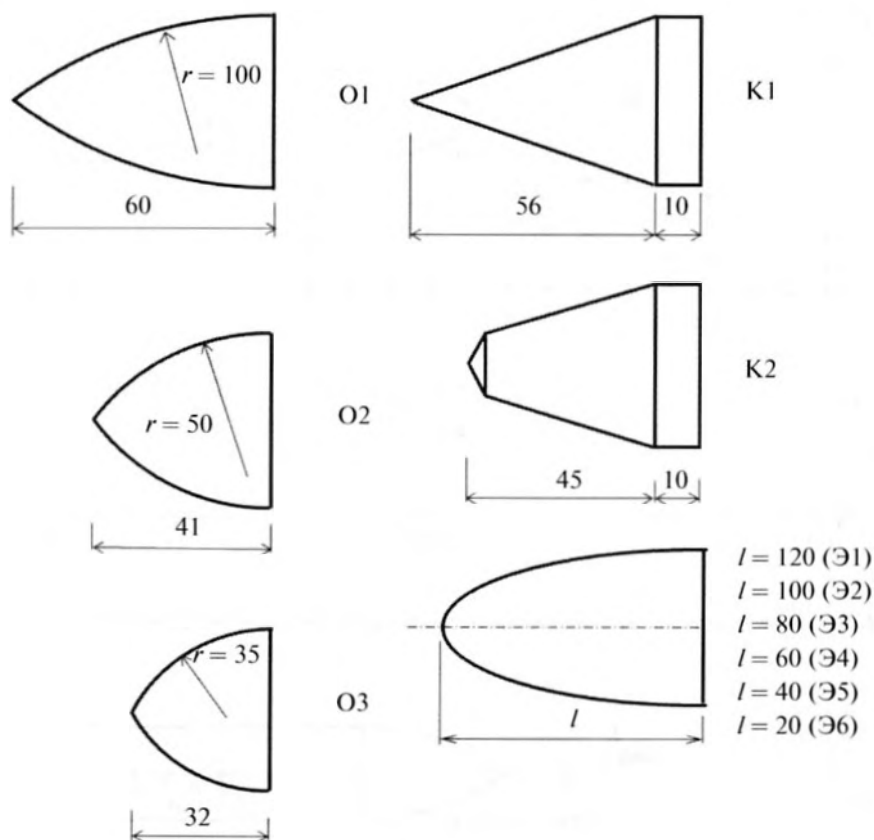 r = 100
O1
60
K1
56
10
r = 50
O2
41
K2
45
10
r = 35
O3
32
l
l = 120 (Э1)
l = 100 (Э2)
l = 80 (Э3)
l = 60 (Э4)
l = 40 (Э5)
l = 20 (Э6)